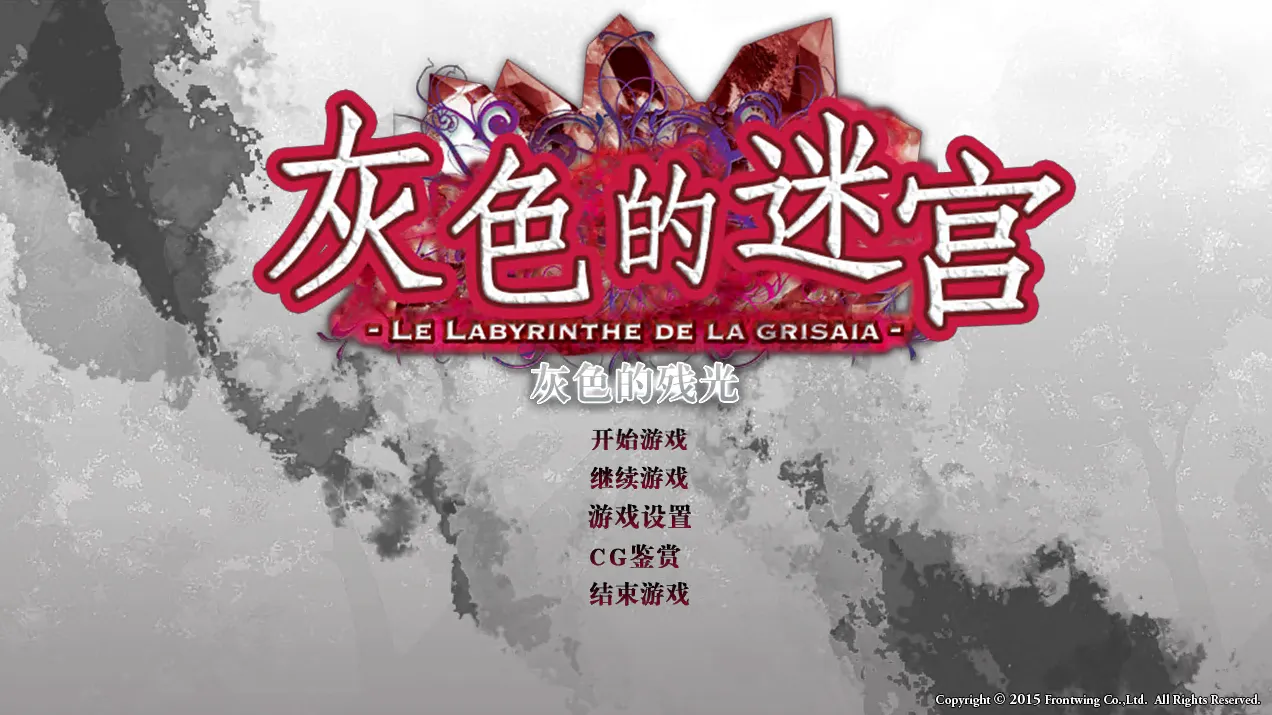 灰色的迷宫
- LE LABYRINTHE DE LA GRISAIA -
灰色的残光
开始游戏
继续游戏
游戏设置
CG鉴赏
结束游戏
Copyright © 2015 Frontwing Co.,Ltd. All Rights Reserved.